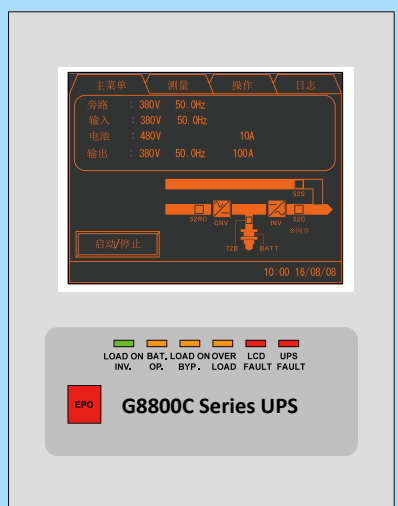 主菜单 测量 操作 日志
旁路 : 380V 50.0Hz
输入 : 380V 50.0Hz
电池 : 480V 10A
输出 : 380V 50.0Hz 100A
52S
52RC CNV INV 52C
※同步
启动/停止
72B BATT
10:00 16/08/08
LOAD ON INV. BAT. OP. LOAD ON BYP. OVER LOAD LCD FAULT UPS FAULT
EPO G8800C Series UPS